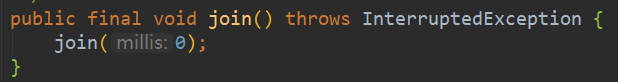 public final void join() throws InterruptedException {
join( millis: 0);
}